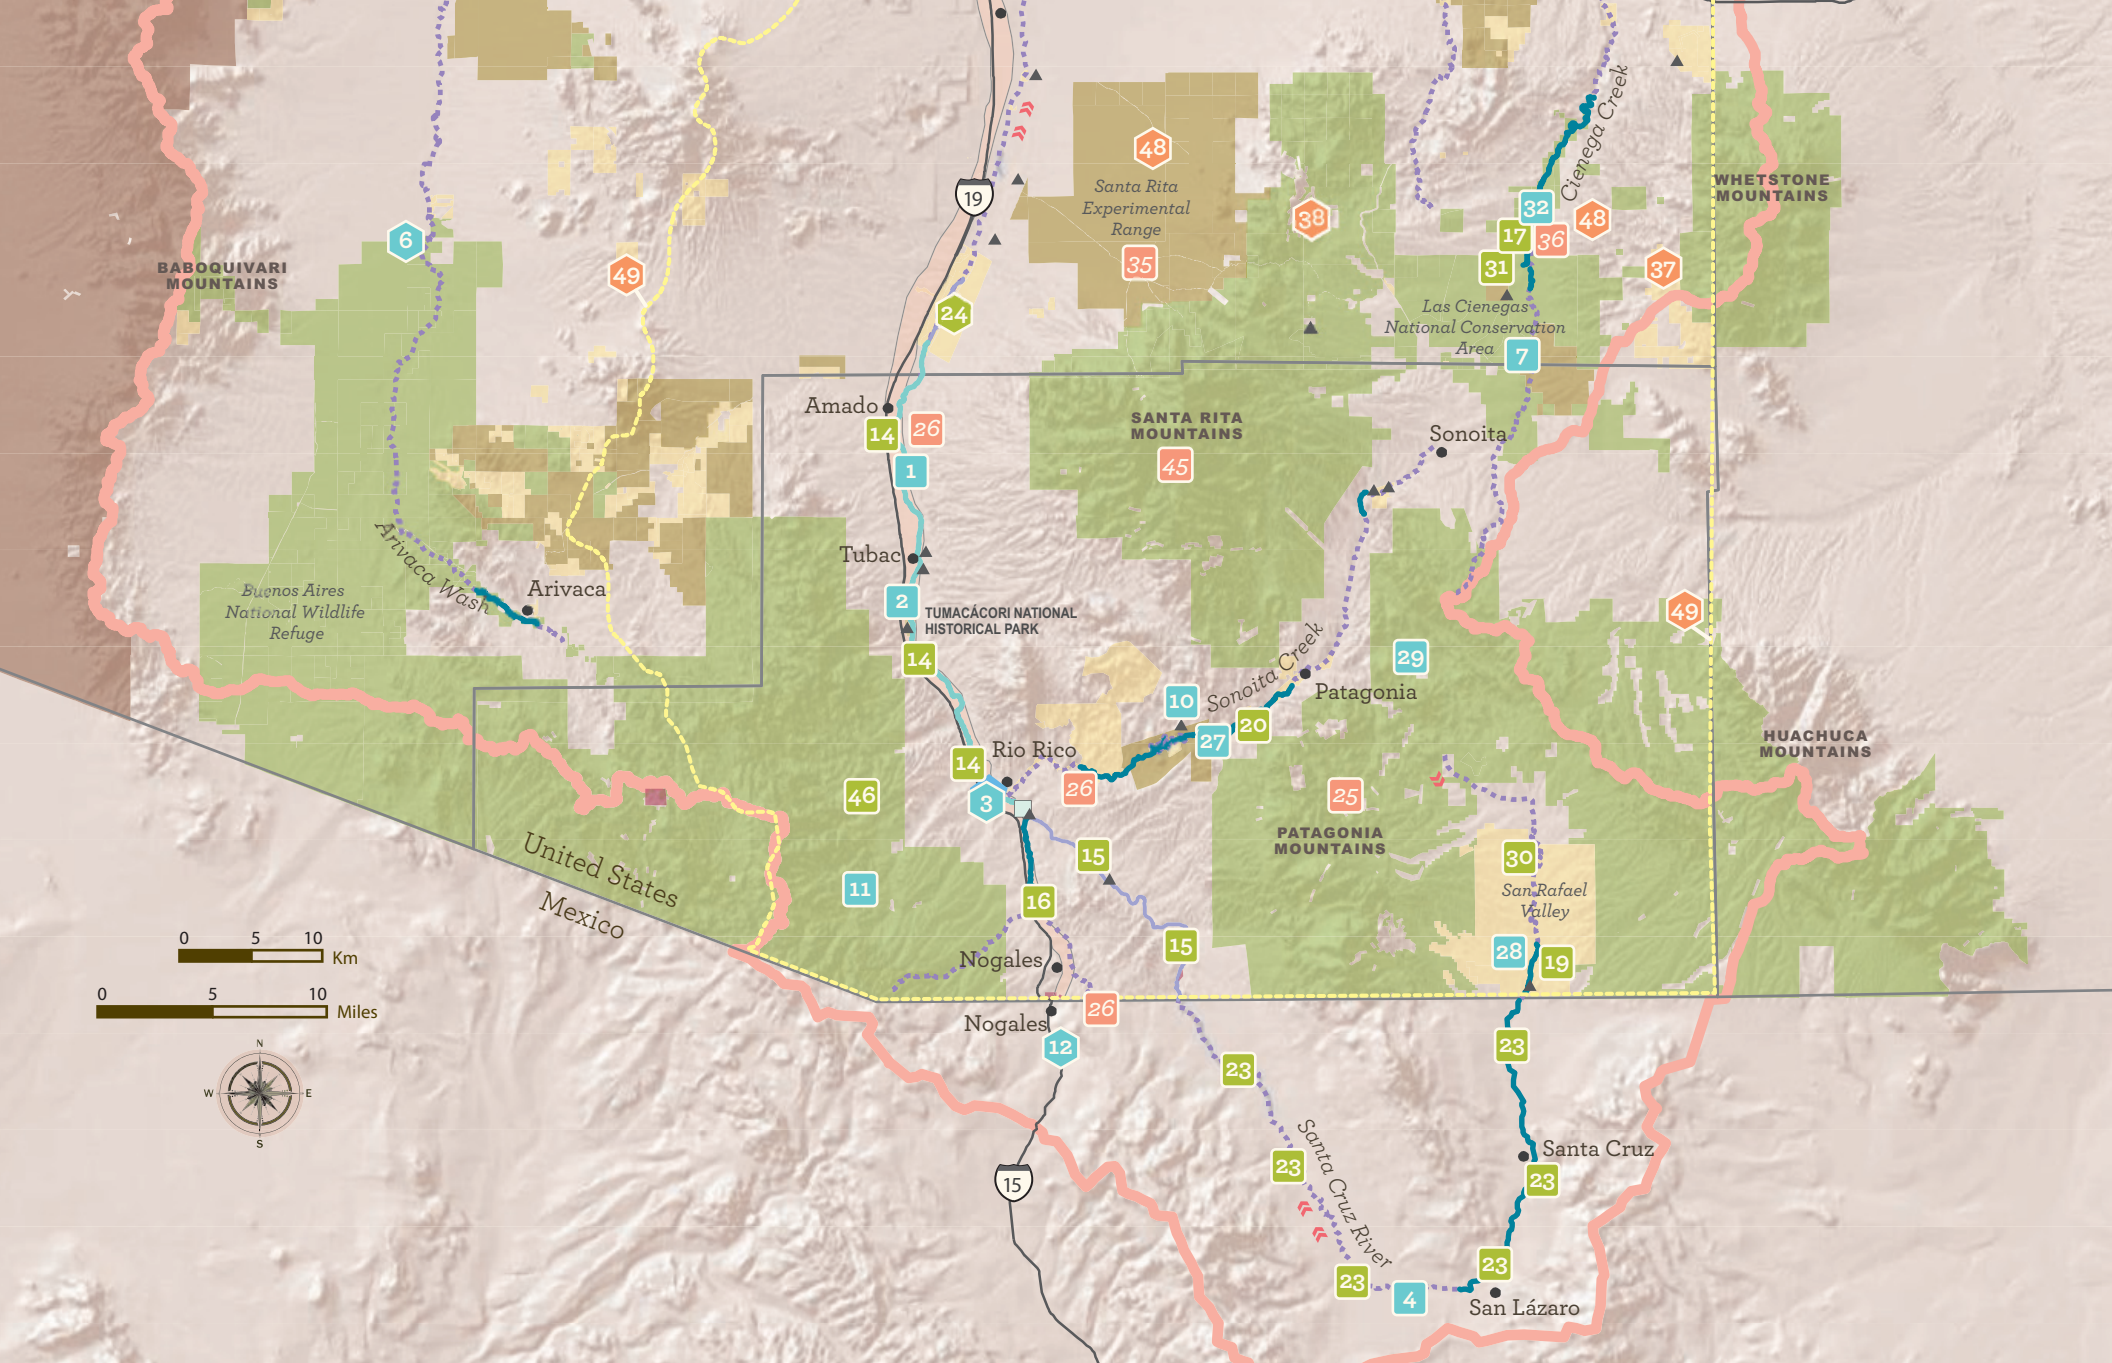 48
Cienega Creek
WHETSTONE
MOUNTAINS
19
Santa Rita
Experimental
Range
38
32
48
6
17
36
BABOQUIVARI
MOUNTAINS
49
35
31
37
24
Las Cienegas
National Conservation
Area
7
Amado
14
26
SANTA RITA
MOUNTAINS
Sonoita
1
45
Arivaca Wash
Tubac
Buenos Aires
National Wildlife
Refuge
Arivaca
2
TUMACÁCORI NATIONAL
HISTORICAL PARK
49
14
Sonoita Creek
29
Patagonia
10
20
27
HUACHUCA
MOUNTAINS
Rio Rico
14
3
26
46
25
PATAGONIA
MOUNTAINS
United States
Mexico
15
30
11
16
San Rafael
Valley
0 5 10
Km
Nogales
15
28
19
0 5 10
Miles
Nogales
26
12
23
23
N
W
E
S
Santa Cruz River
23
Santa Cruz
15
23
23
23
4
San Lázaro